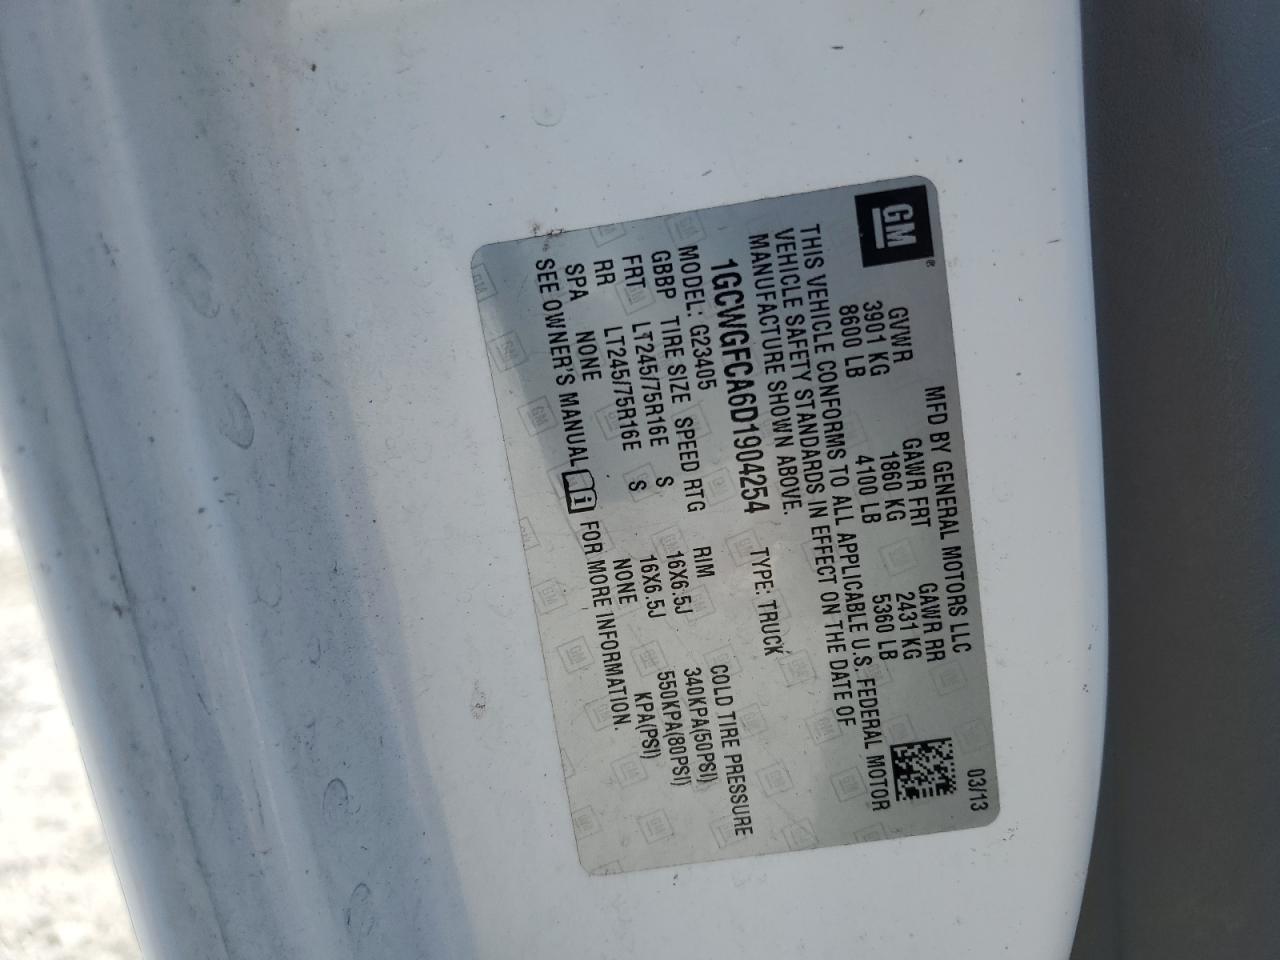 GM®
MFD BY GENERAL MOTORS LLC 03/13
GVWR GAWR FRT GAWR RR
3901 KG 1860 KG 2431 KG
8600 LB 4100 LB 5360 LB
THIS VEHICLE CONFORMS TO ALL APPLICABLE U.S. FEDERAL MOTOR
VEHICLE SAFETY STANDARDS IN EFFECT ON THE DATE OF
MANUFACTURE SHOWN ABOVE.
1GCWGFCA6D1904254 TYPE: TRUCK
MODEL: G23405
GBBP TIRE SIZE SPEED RTG RIM COLD TIRE PRESSURE
FRT LT245/75R16E S 16X6.5J 340KPA(50PSI)
RR LT245/75R16E S 16X6.5J 550KPA(80PSI)
SPA NONE NONE KPA(PSI)
SEE OWNER'S MANUAL i FOR MORE INFORMATION.